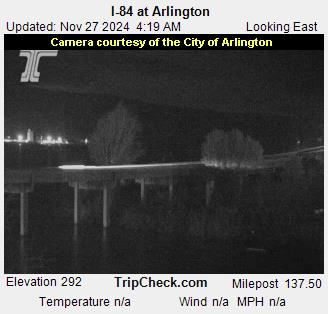 I-84 at Arlington
Updated: Nov 27 2024 4:19 AM Looking East
Camera courtesy of the City of Arlington
Elevation 292 TripCheck.com Milepost 137.50
Temperature n/a Wind n/a MPH n/a